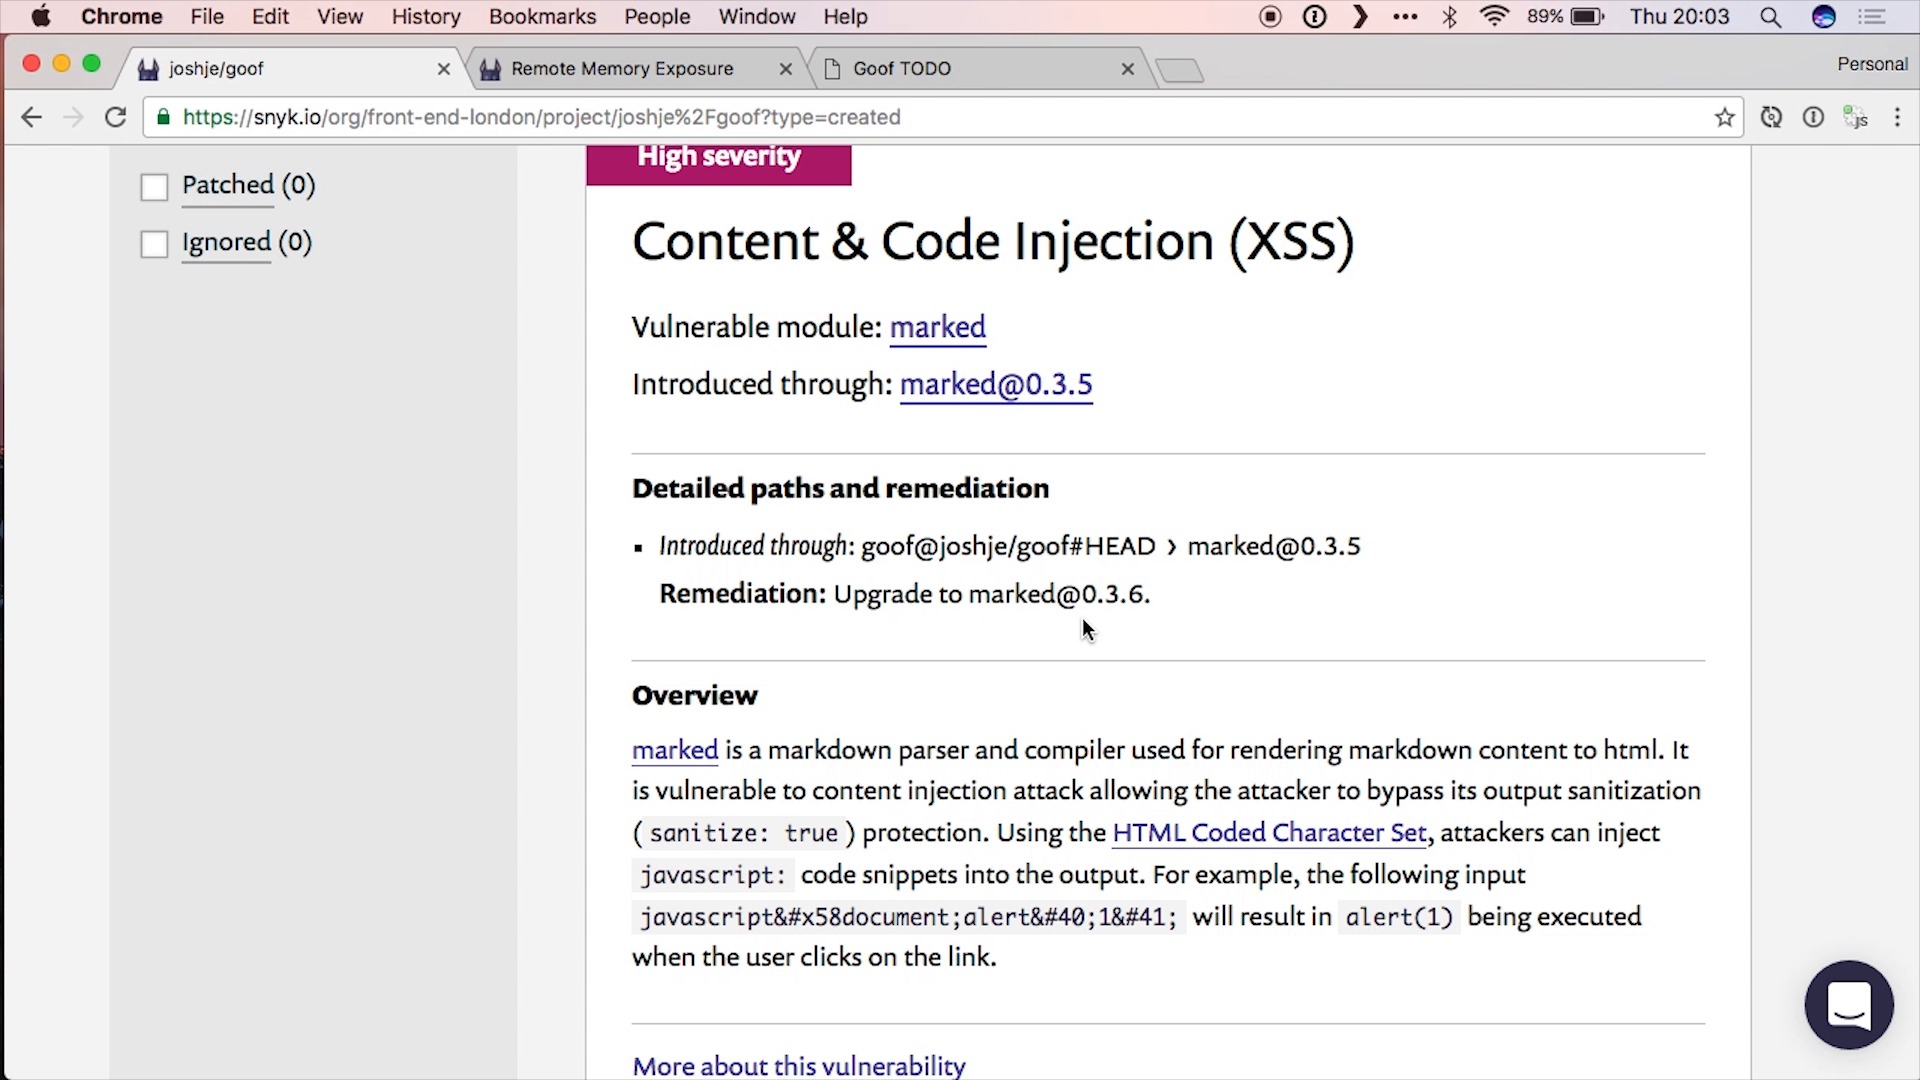 Chrome File Edit View History Bookmarks People Window Help 89% Thu 20:03
joshje/goof Remote Memory Exposure Goof TODO Personal
https://snyk.io/org/front-end-london/project/joshje%2Fgoof?type=created
JS
High severity
Patched (0)
Ignored (0)
Content & Code Injection (XSS)
Vulnerable module: marked
Introduced through: marked@0.3.5
Detailed paths and remediation
▪ Introduced through: goof@joshje/goof#HEAD › marked@0.3.5
Remediation: Upgrade to marked@0.3.6.
Overview
marked is a markdown parser and compiler used for rendering markdown content to html. It
is vulnerable to content injection attack allowing the attacker to bypass its output sanitization
( sanitize: true ) protection. Using the HTML Coded Character Set, attackers can inject
javascript: code snippets into the output. For example, the following input
javascript&#x58document;alert&#40;1&#41; will result in alert(1) being executed
when the user clicks on the link.
More about this vulnerability